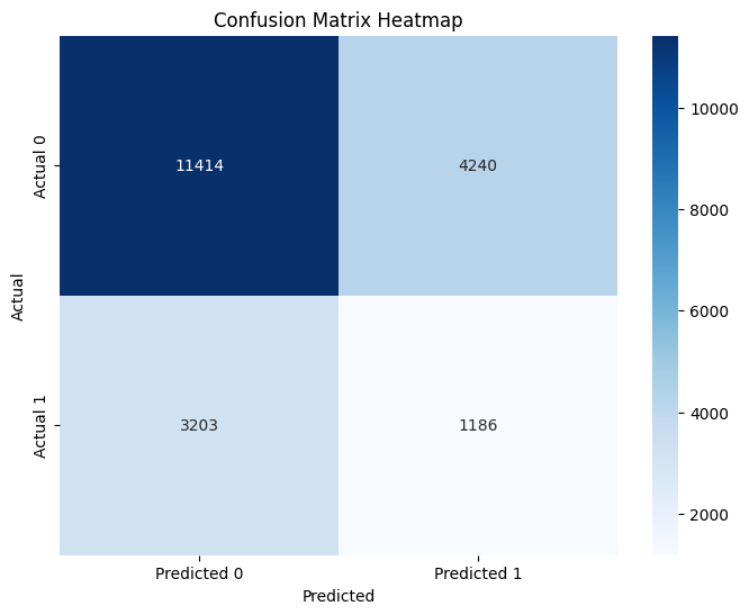 Confusion Matrix Heatmap
Actual
Actual 0
11414
4240
Actual 1
3203
1186
Predicted 0
Predicted 1
Predicted
10000
8000
6000
4000
2000